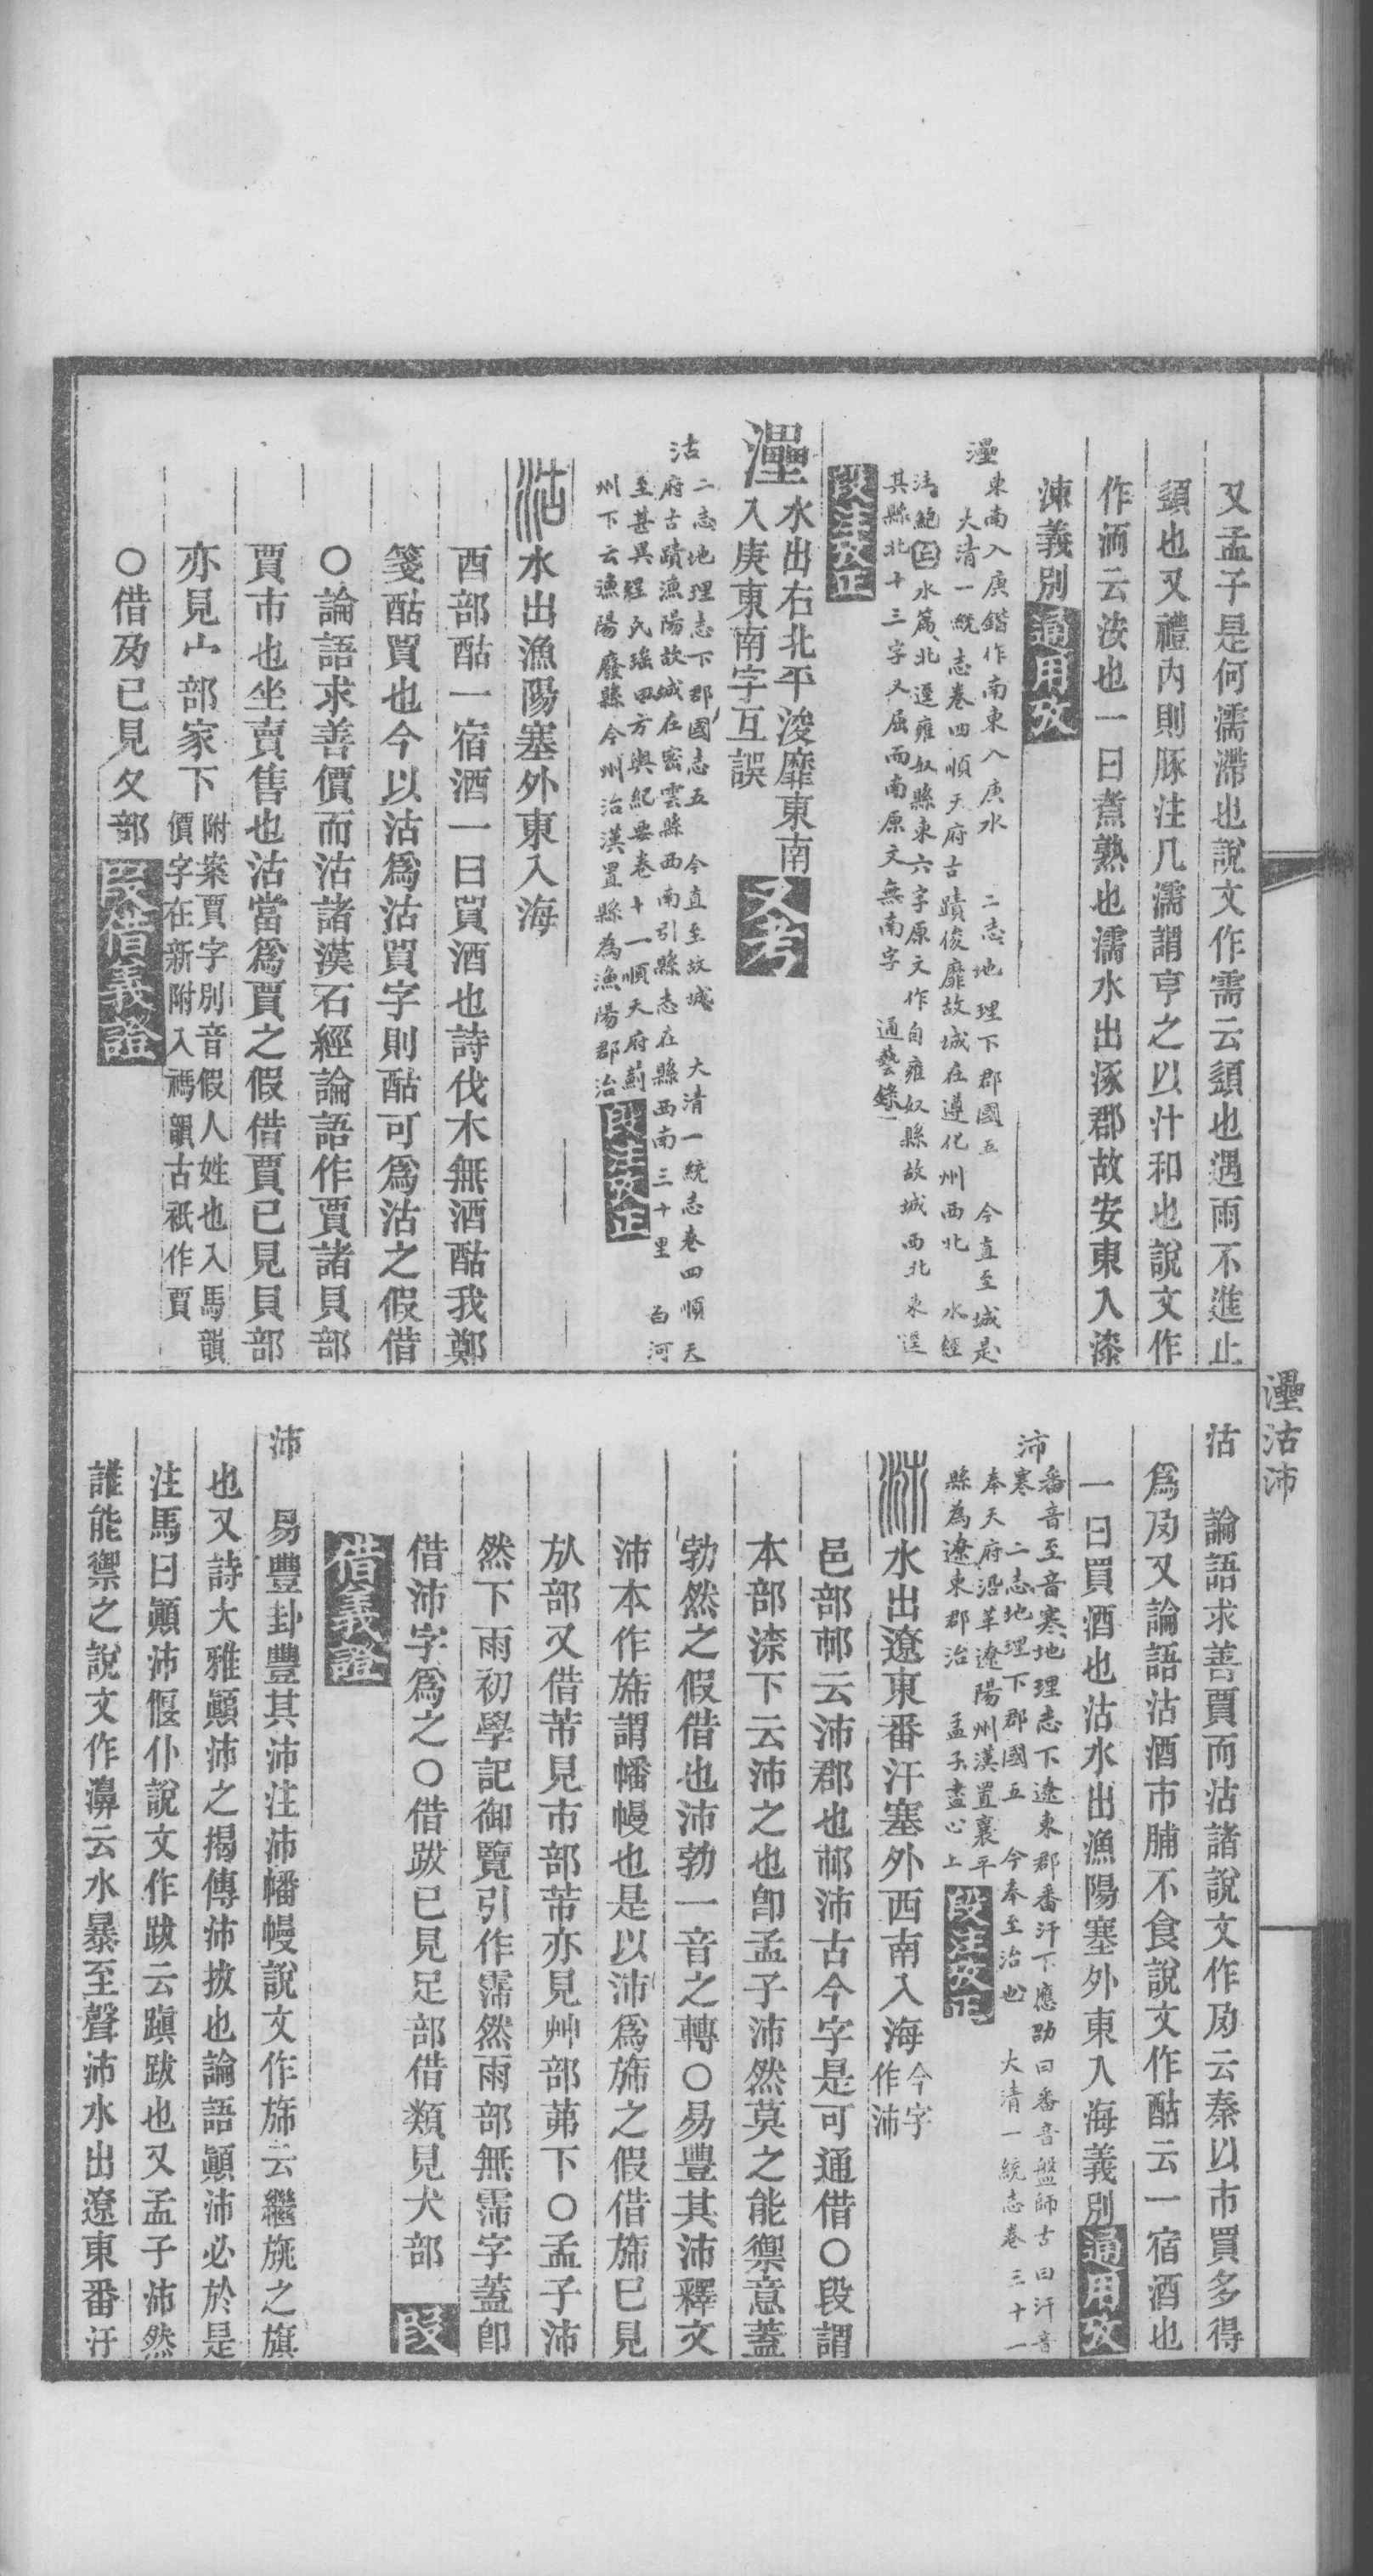 又孟子是何濡滯也說文作需云䇓也遇雨不進止
䇓也又禮內則豚注凡濡謂亨之以汁和也說文作
作洏云洝也一曰煮熟也濡水出涿郡故安東入漆
涑義別通用攷
灅
東南入庚鍇作南東入庚水 二志地理下郡國五 今直至城是
大清一統志卷四順天府古蹟俊靡故城在遵化州西北 水經
注鮑丘水篇北逕雍奴縣東六字原文作自雍奴縣故城西北東逕
其縣北十三字又屈而南原文無南字 通藝錄一
段注攷正
灅
水出右北平浚靡東南
入庚東南字互誤
又考
沽
二志地理志下郡國志五 今直至故城 大清一統志卷四順天
府古蹟漁陽故城在密雲縣西南引縣志在縣西南三十里 白河
至甚異程氏瑤田方輿紀要卷十一順天府薊
州下云漁陽廢縣今州治漢置縣為漁陽郡治
段注攷正
沽
水出漁陽塞外東入海
酉部酤一宿酒一曰買酒也詩伐木無酒酤我鄭
箋酤買也今以沽爲沽買字則酤可爲沽之假借
○論語求善價而沽諸漢石經論語作賈諸貝部
賈市也坐賣售也沽當爲賈之假借賈已見貝部
亦見宀部家下
附案賈字別音假人姓也入馬韻
價字在新附入禡韻古祇作賈
○借夃已見夂部
段借義證
灅沽沛
沽 論語求善賈而沽諸說文作夃云秦以市買多得
爲夃又論語沽酒市脯不食說文作酤云一宿酒也
一曰買酒也沽水出漁陽塞外東入海義別通用攷
沛
番音至音寒地理志下遼東郡番汗下應劭曰番音盤師古曰汗音
寒 二志地理下郡國五 今奉至治也 大清一統志卷三十一
奉天府沿革遼陽州漢置襄平
縣為遼東郡治 孟子盡心上
段注攷正
沛
水出遼東番汗塞外西南入海
今字
作沛
邑部䣕云沛郡也䣕沛古今字是可通借○段謂
本部渿下云沛之也卽孟子沛然莫之能禦意蓋
勃然之假借也沛勃一音之轉○易豐其沛釋文
沛本作旆謂幡幔也是以沛爲旆之假借旆已見
㫃部又借芾見巿部芾亦見艸部茀下○孟子沛
然下雨初學記御覽引作霈然雨部無霈字蓋卽
借沛字爲之○借跋已見足部借類見犬部 段
借義證
沛 易豐卦豐其沛注沛幡幔說文作旆云繼旐之旗
也又詩大雅顚沛之揭傳沛拔也論語顚沛必於是
注馬曰顚沛偃仆說文作跋云蹎跋也又孟子沛然
誰能禦之說文作濞云水暴至聲沛水出遼東番汗